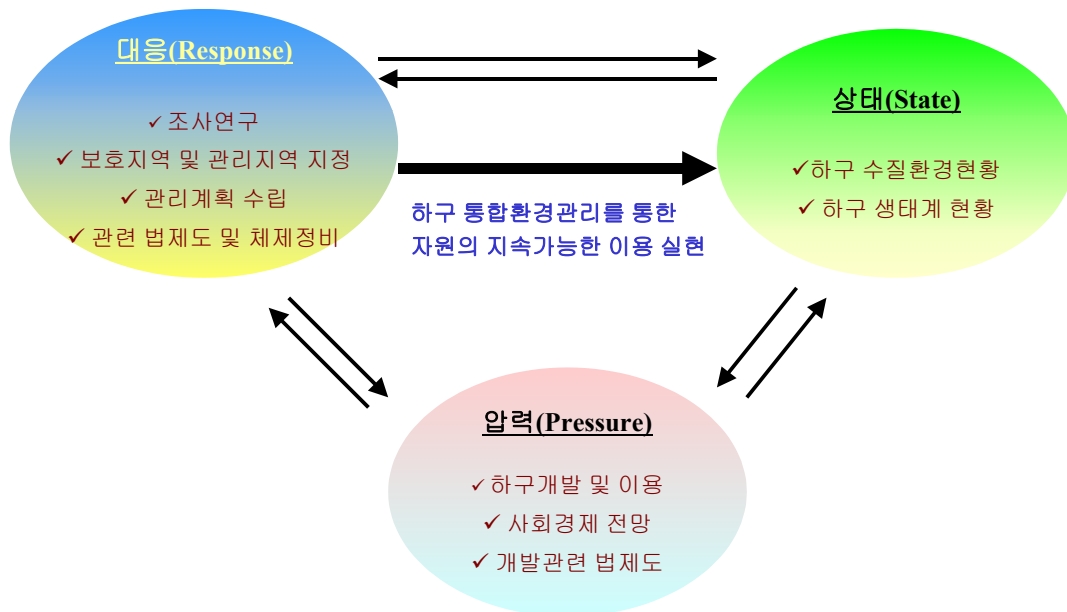 대응(Response)
✓ 조사연구
✓ 보호지역 및 관리지역 지정
✓ 관리계획 수립
✓ 관련 법제도 및 체제정비
상태(State)
✓하구 수질환경현황
✓ 하구 생태계 현황
하구 통합환경관리를 통한
자원의 지속가능한 이용 실현
압력(Pressure)
✓ 하구개발 및 이용
✓ 사회경제 전망
✓ 개발관련 법제도